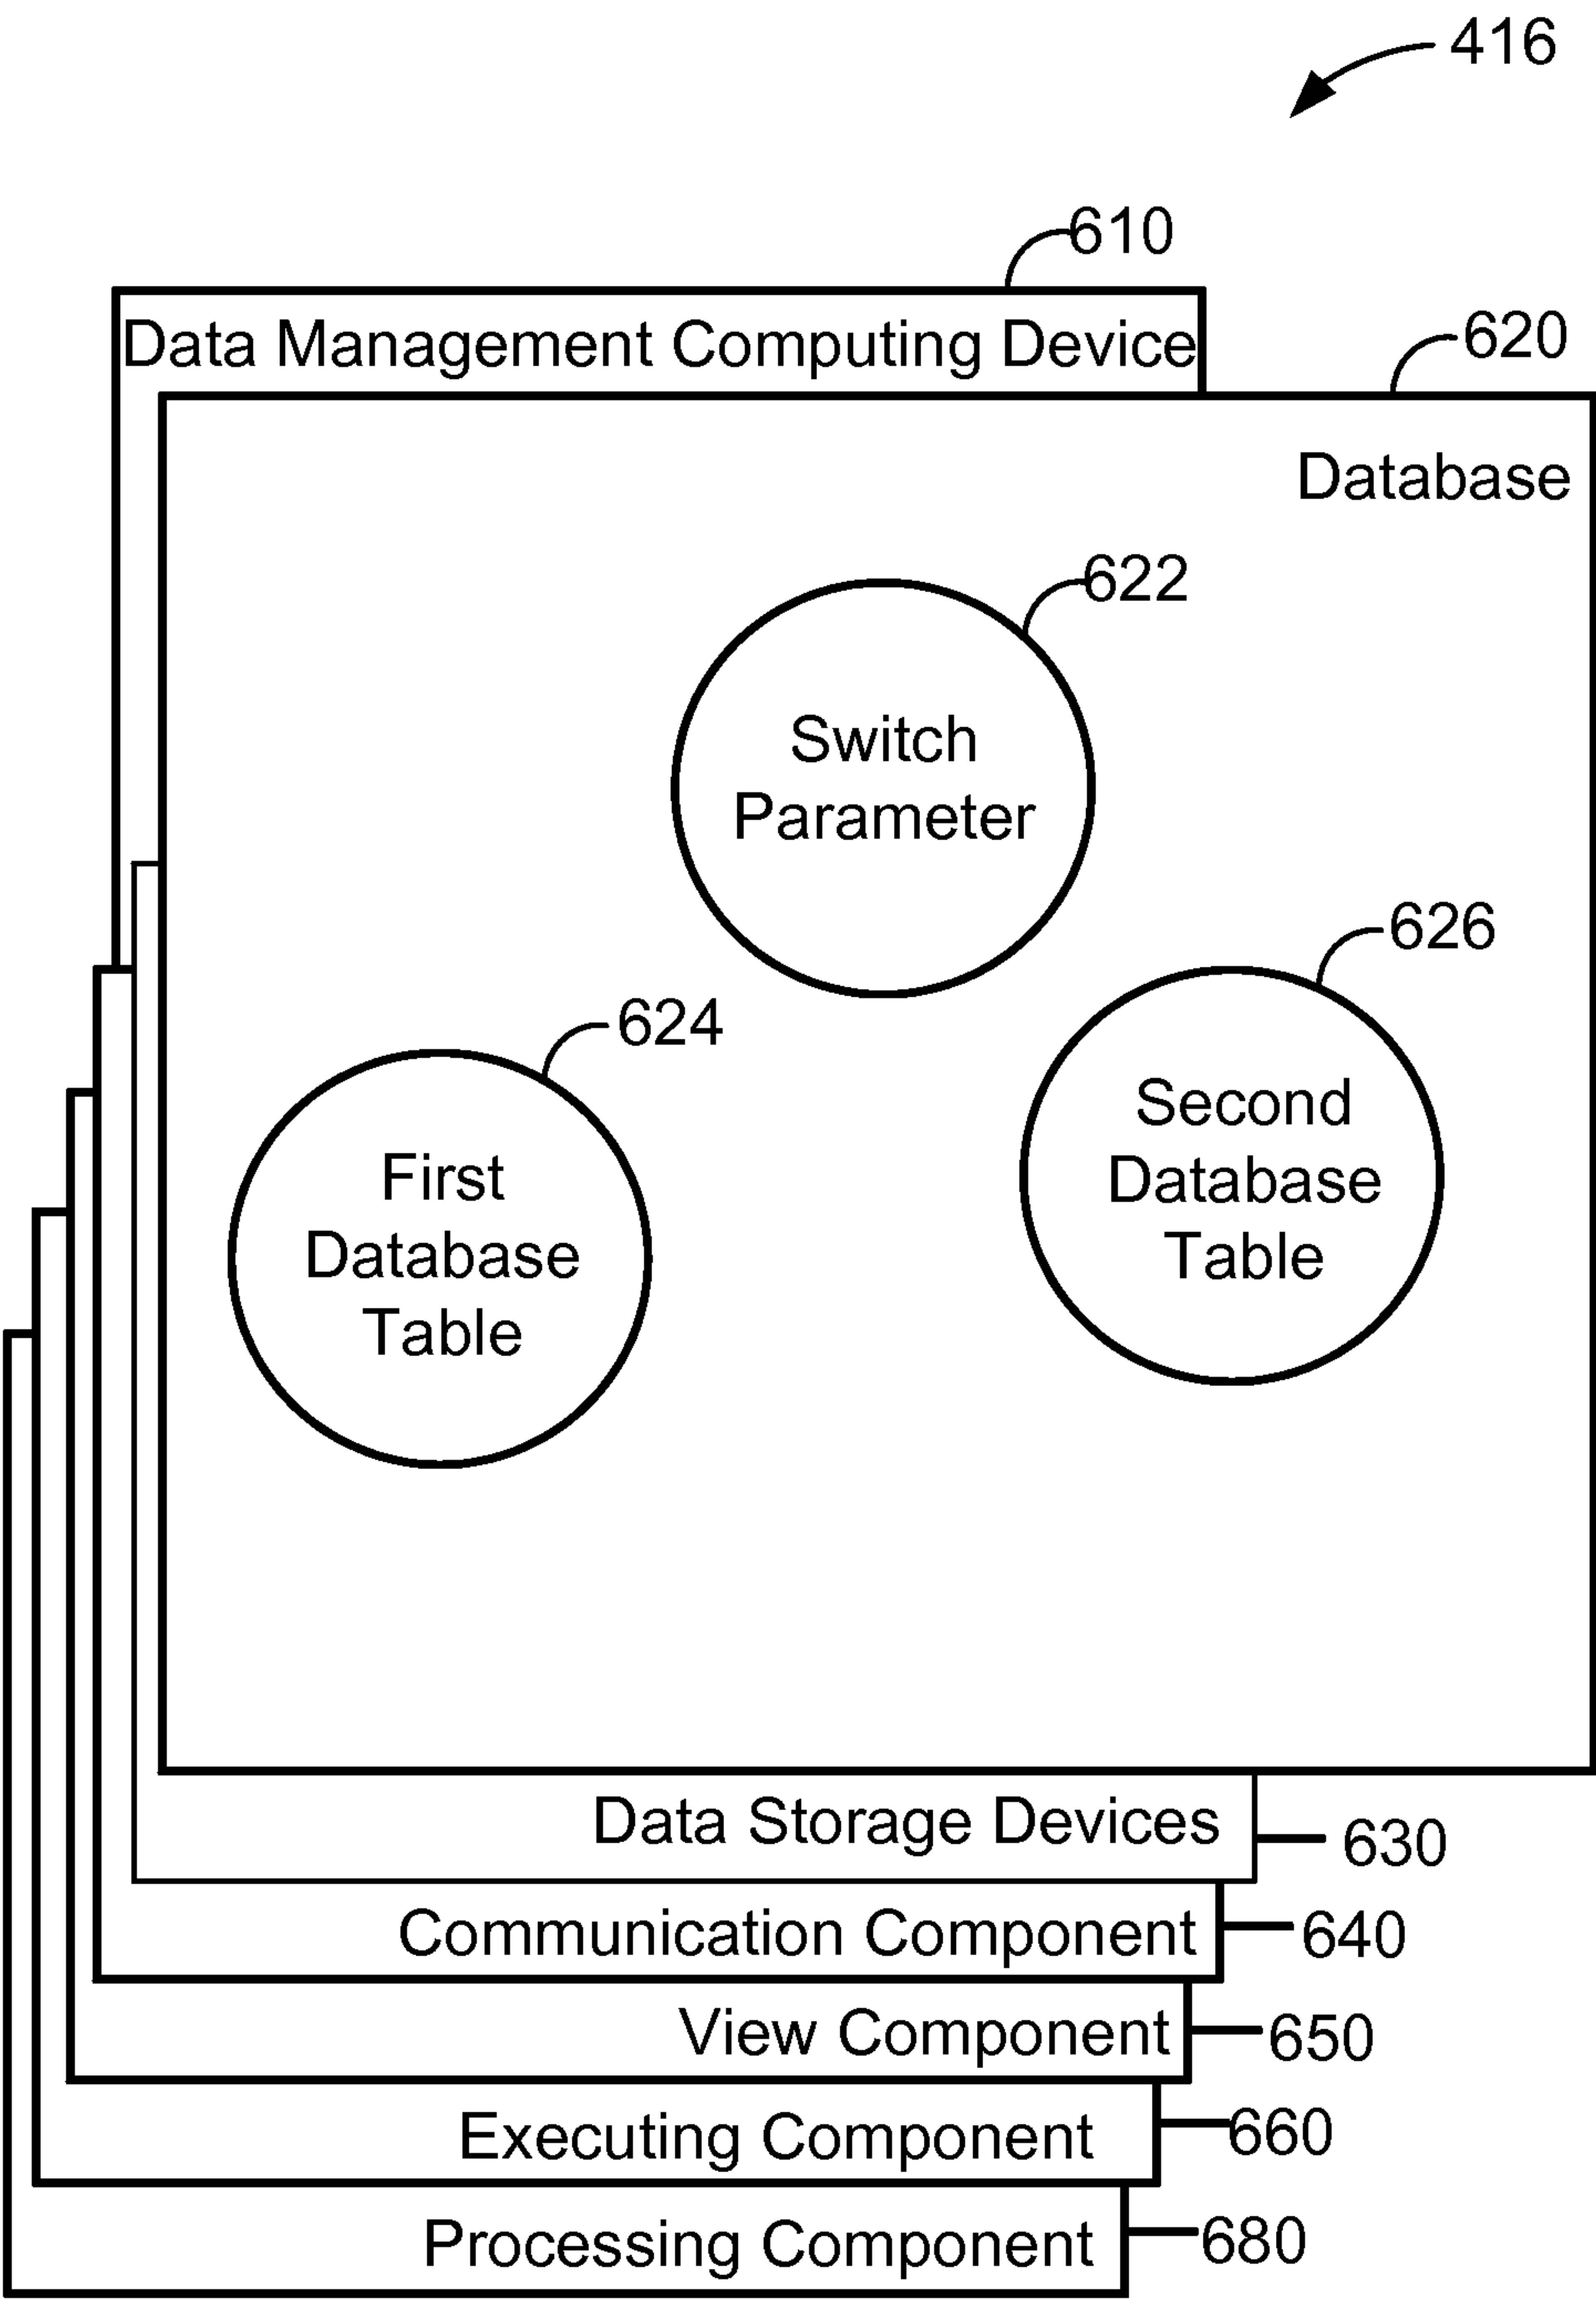 416
610
Data Management Computing Device
620
Database
622
Switch
Parameter
626
624
Second
Database
Table
First
Database
Table
Data Storage Devices
630
Communication Component
640
View Component
650
Executing Component
660
Processing Component
680